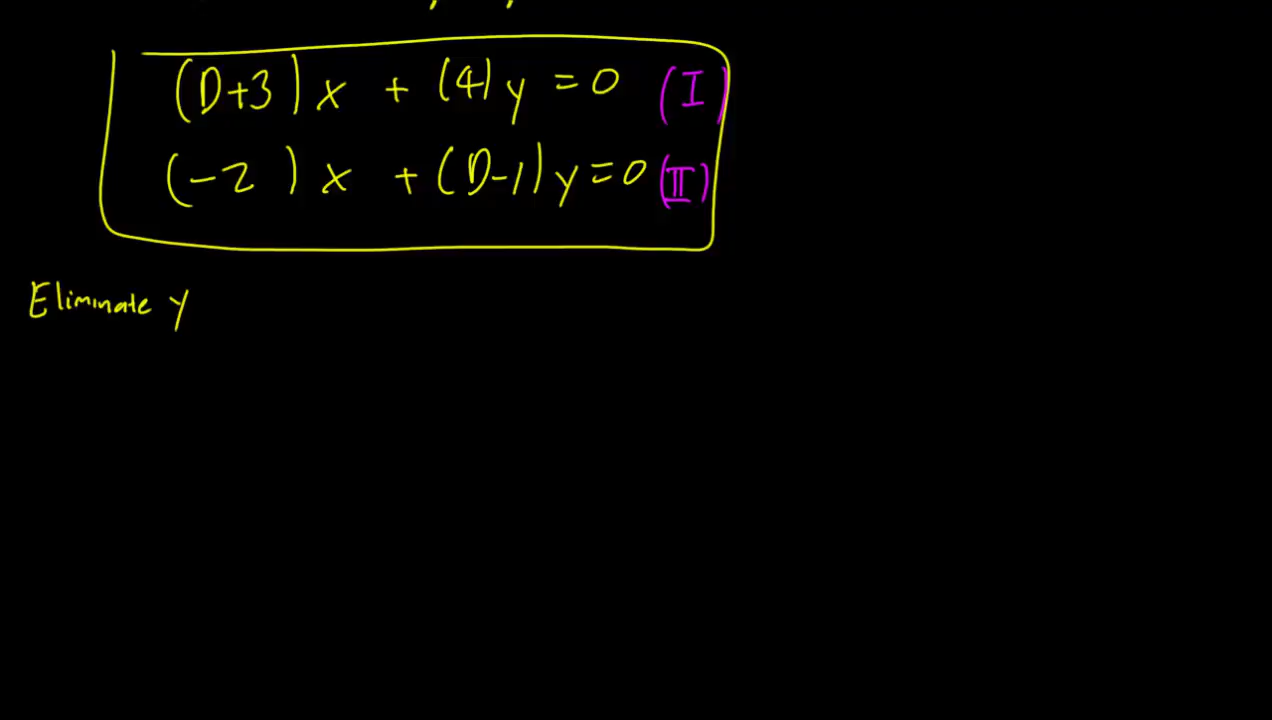 (D+3) x + (4) y = 0 (I)
(-2) x + (D-1) y = 0 (II)
Eliminate y